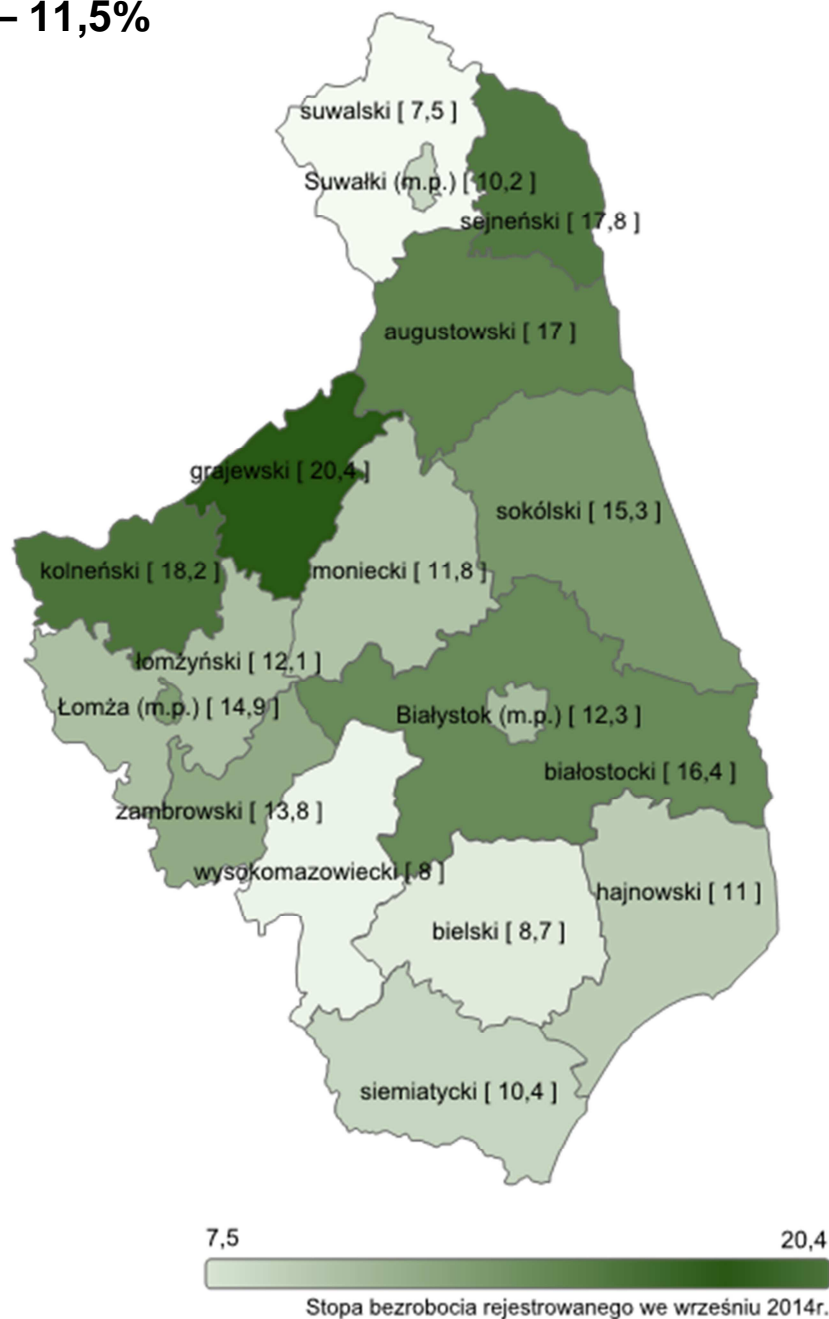 – 11,5%
suwalski [ 7,5 ]
Suwałki (m.p.) [ 10,2 ]
sejneński [ 17,8 ]
augustowski [ 17 ]
grajewski [ 20,4 ]
sokólski [ 15,3 ]
kolneński [ 18,2 ]
moniecki [ 11,8 ]
łomżyński [ 12,1 ]
Łomża (m.p.) [ 14,9 ]
Białystok (m.p.) [ 12,3 ]
białostocki [ 16,4 ]
zambrowski [ 13,8 ]
wysokomazowiecki [ 8 ]
hajnowski [ 11 ]
bielski [ 8,7 ]
siemiatycki [ 10,4 ]
7,5 20,4
Stopa bezrobocia rejestrowanego we wrześniu 2014r.